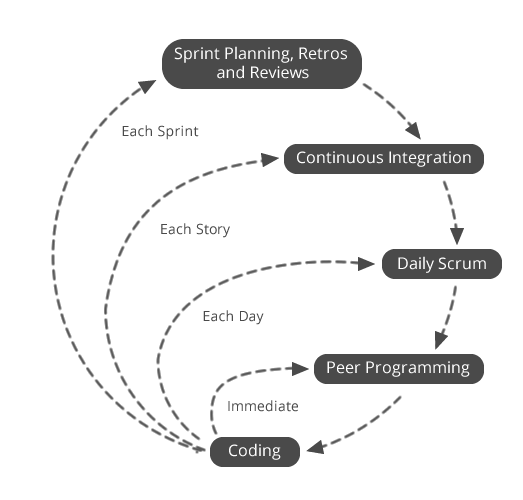 Sprint Planning, Retros
and Reviews
Each Sprint
Continuous Integration
Each Story
Daily Scrum
Each Day
Peer Programming
Immediate
Coding